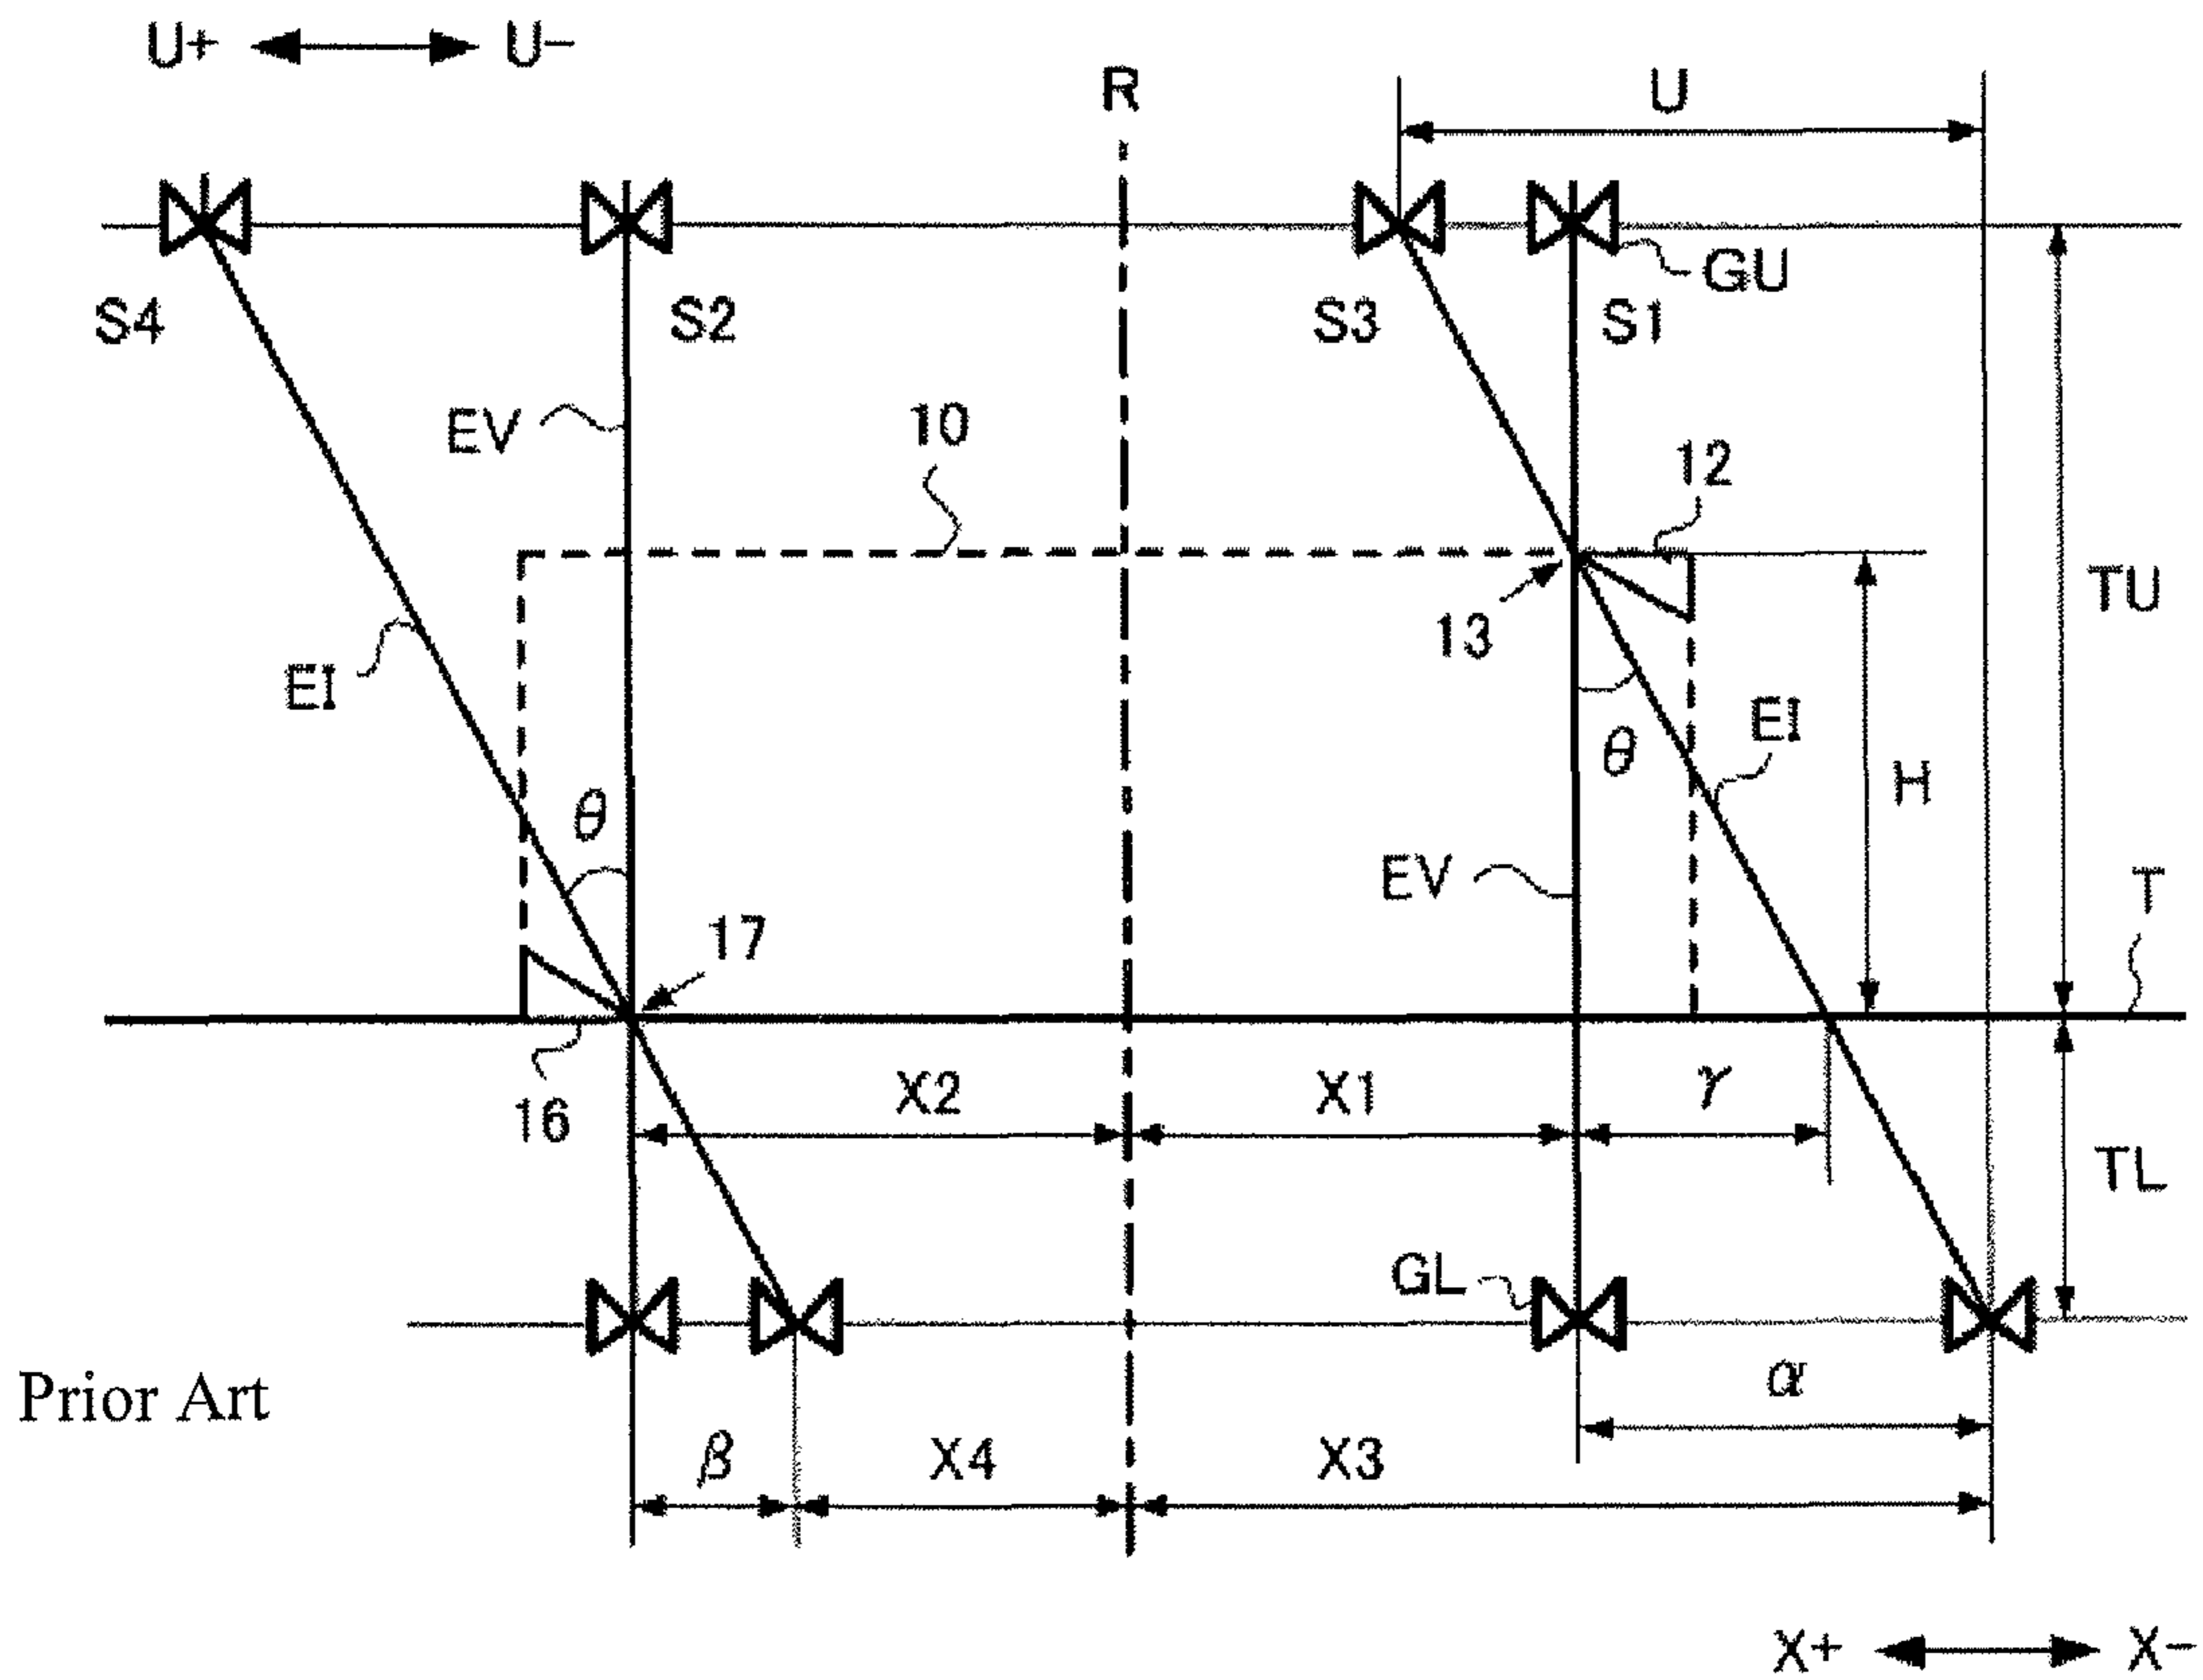 U+ U−
R
U
S4
S2
S3
S1
GU
EV
10
12
TU
13
EI
EI
θ
H
θ
EV
T
17
16
X2
X1
γ
TL
GL
Prior Art
α
β
X4
X3
X+ X−